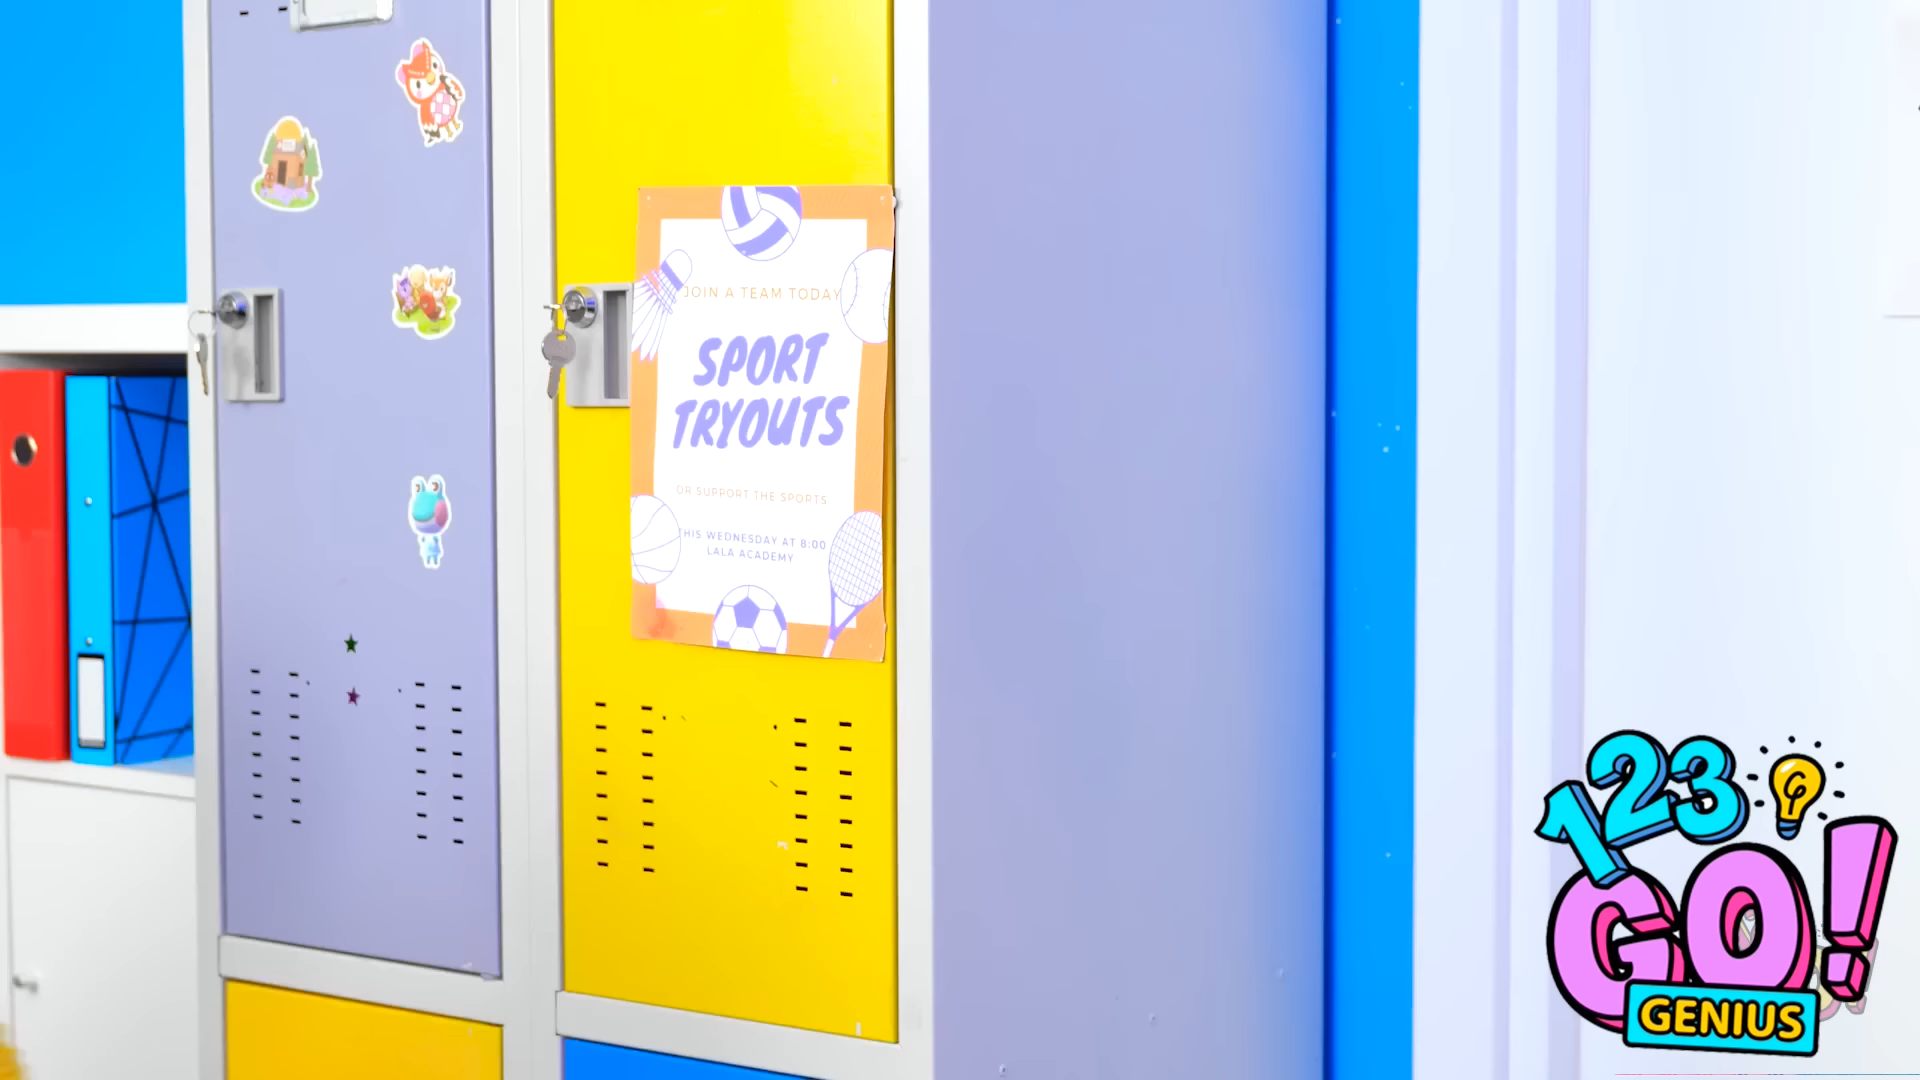 JOIN A TEAM TODAY
SPORT
TRYOUTS
OR SUPPORT THE SPORTS
THIS WEDNESDAY AT 8:00
LALA ACADEMY
123
GO!
GENIUS